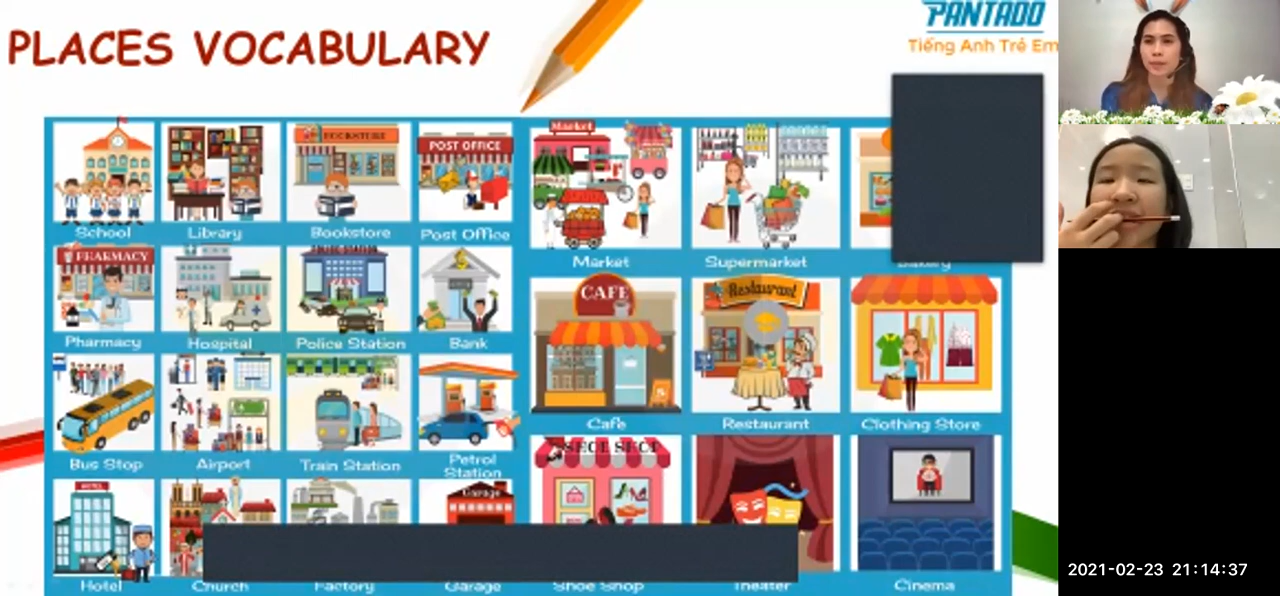 PLACES VOCABULARY
PANTADO
Tiếng Anh Trẻ Em
BOOKSTORE
POST OFFICE
Market
School
Library
Bookstore
Post Office
Market
Supermarket
Bakery
PHARMACY
CAFE
Restaurant
Pharmacy
Hospital
Police Station
Bank
Cafe
Restaurant
Clothing Store
Bus Stop
Airport
Train Station
Petrol
Station
HOTEL
Garage
Hotel
Church
Factory
Garage
Shoe Shop
Theater
Cinema
2021-02-23 21:14:37